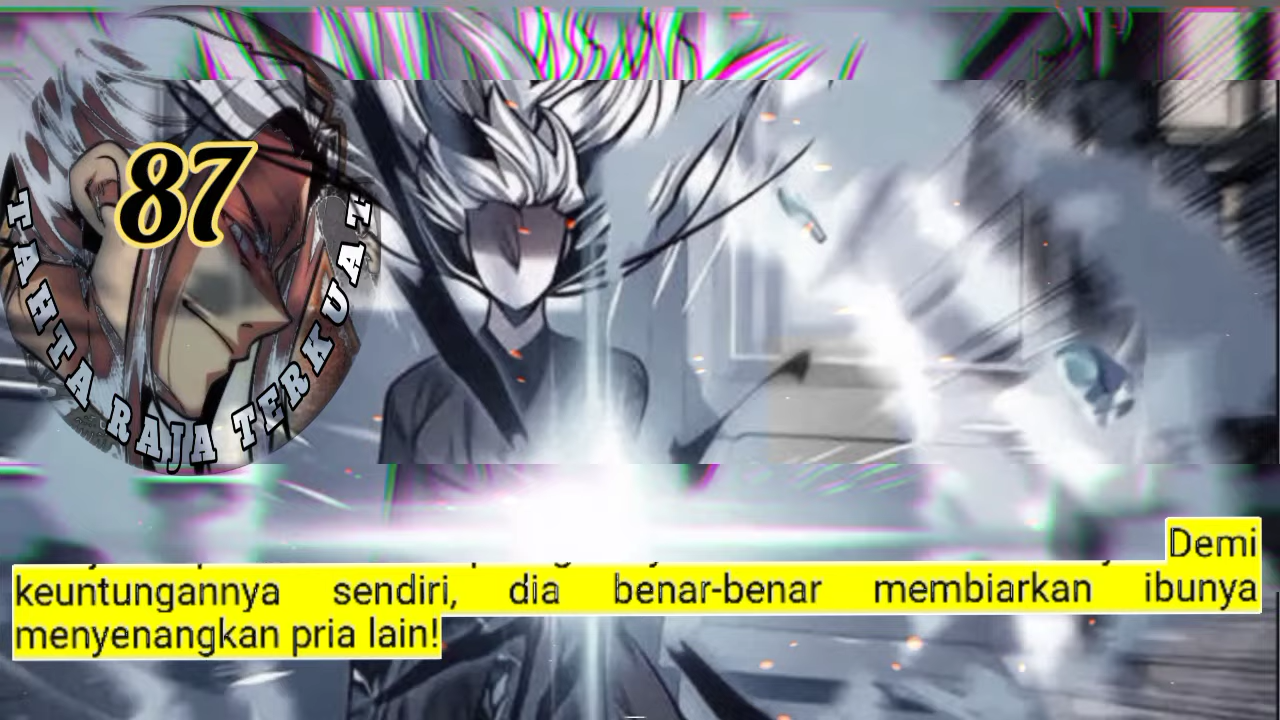 87
TAHTA RAJA TERKUAT
Demi
keuntungannya sendiri, dia benar-benar membiarkan ibunya
menyenangkan pria lain!